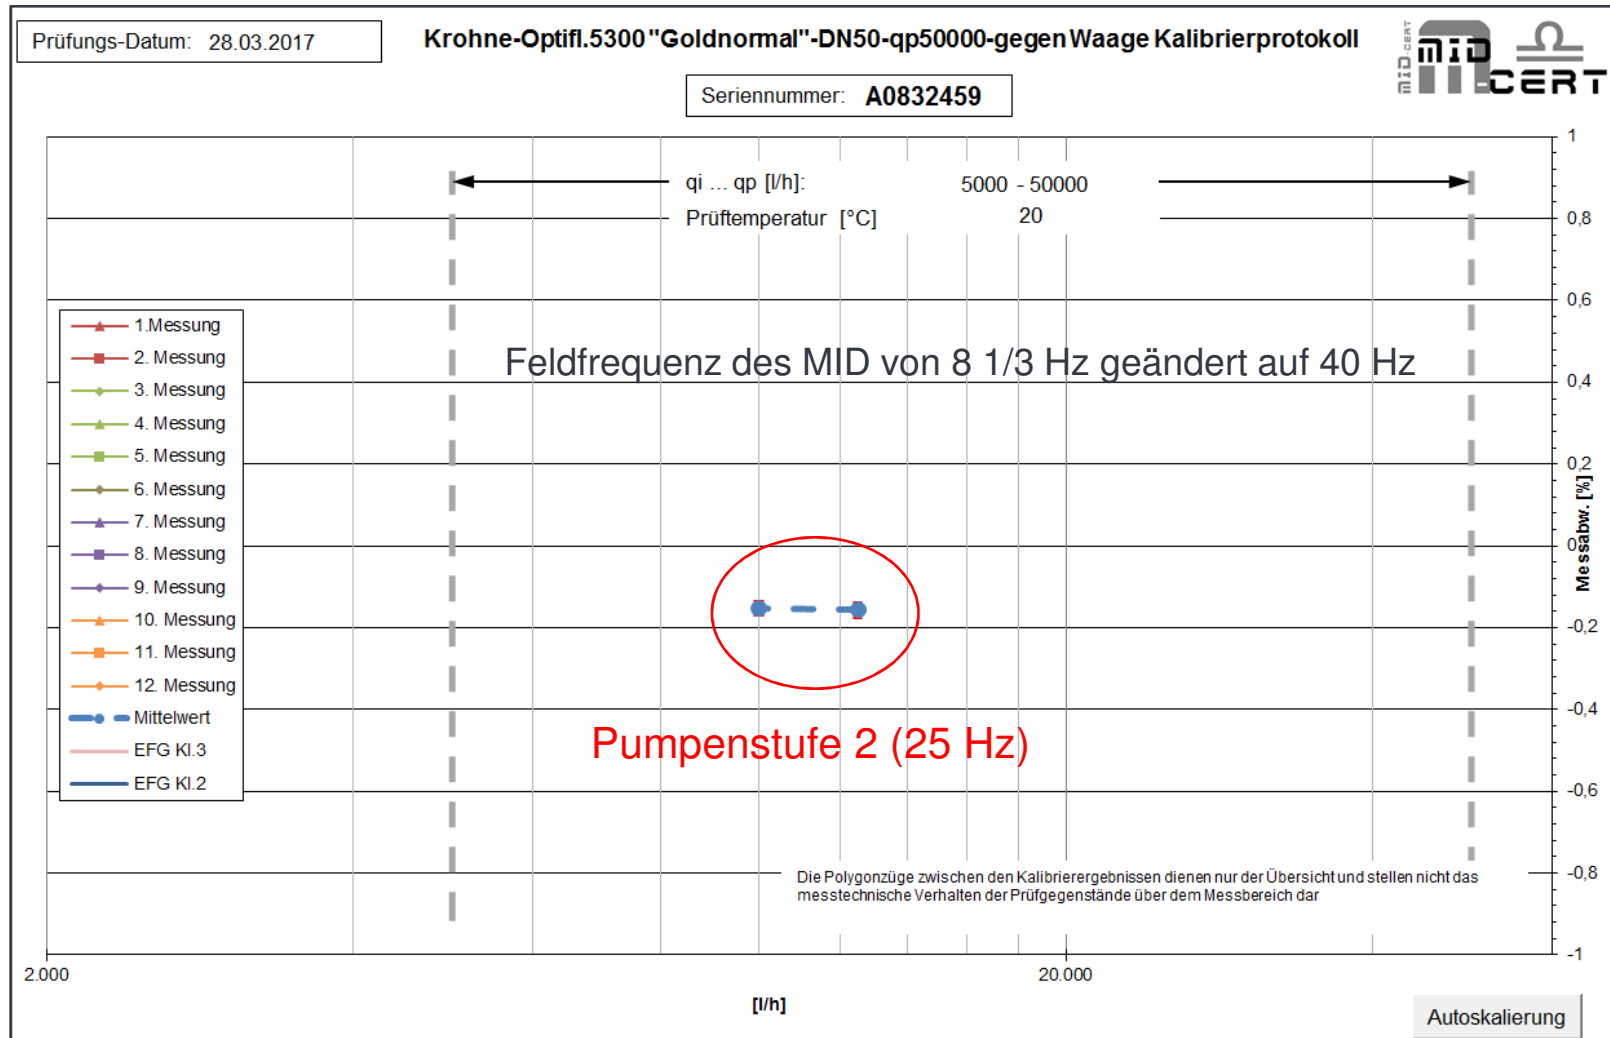 Prüfungs-Datum: 28.03.2017
Krohne-Optifl.5300 "Goldnormal"-DN50-qp50000-gegen Waage Kalibrierprotokoll
MID-CERT
MID
CERT
Seriennummer: A0832459
qi ... qp [l/h]: 5000 - 50000
Prüftemperatur [°C] 20
Feldfrequenz des MID von 8 1/3 Hz geändert auf 40 Hz
1.Messung
2. Messung
3. Messung
4. Messung
5. Messung
6. Messung
7. Messung
8. Messung
9. Messung
10. Messung
11. Messung
12. Messung
Mittelwert
EFG Kl.3
EFG Kl.2
Pumpenstufe 2 (25 Hz)
Die Polygonzüge zwischen den Kalibrierergebnissen dienen nur der Übersicht und stellen nicht das
messtechnische Verhalten der Prüfgegenstände über dem Messbereich dar
1
0,8
0,6
0,4
0,2
0
-0,2
-0,4
-0,6
-0,8
-1
Messabw. [%]
2.000
20.000
[l/h]
Autoskalierung